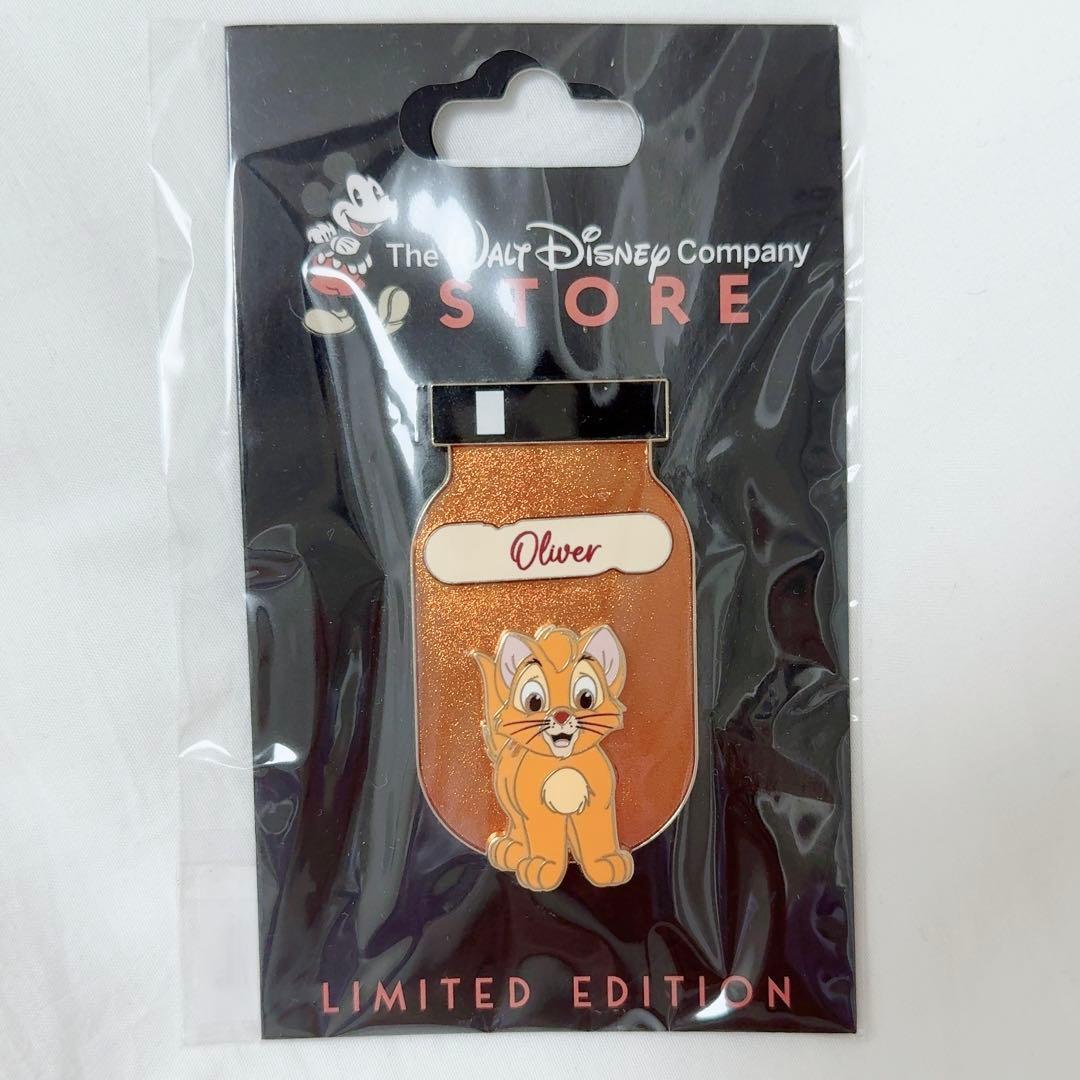 The Walt Disney Company
STORE
Oliver
LIMITED EDITION